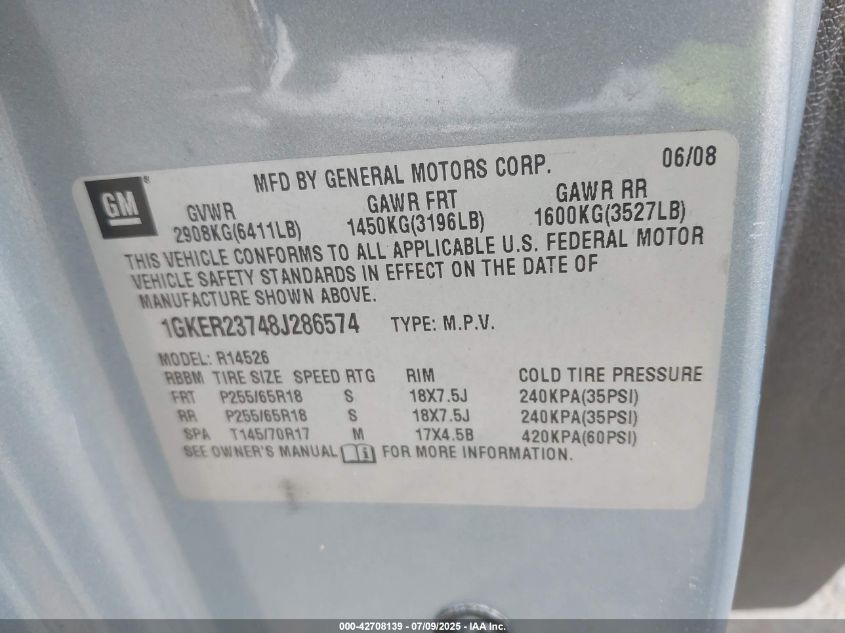 06/08
MFD BY GENERAL MOTORS CORP.
GM®
GVWR GAWR FRT GAWR RR
2908KG(6411LB) 1450KG(3196LB) 1600KG(3527LB)
THIS VEHICLE CONFORMS TO ALL APPLICABLE U.S. FEDERAL MOTOR
VEHICLE SAFETY STANDARDS IN EFFECT ON THE DATE OF
MANUFACTURE SHOWN ABOVE.
1GKER23748J286574 TYPE: M.P.V.
MODEL: R14526
RBBM TIRE SIZE SPEED RTG RIM COLD TIRE PRESSURE
FRT P255/65R18 S 18X7.5J 240KPA(35PSI)
RR P255/65R18 S 18X7.5J 240KPA(35PSI)
SPA T145/70R17 M 17X4.5B 420KPA(60PSI)
SEE OWNER'S MANUAL i FOR MORE INFORMATION.
000-42708139 - 07/09/2025 - IAA Inc.